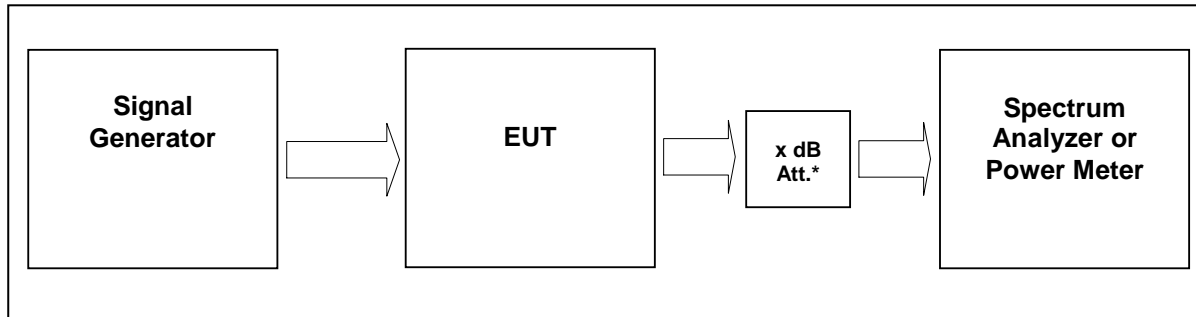 Signal
Generator
EUT
x dB
Att.*
Spectrum
Analyzer or
Power Meter